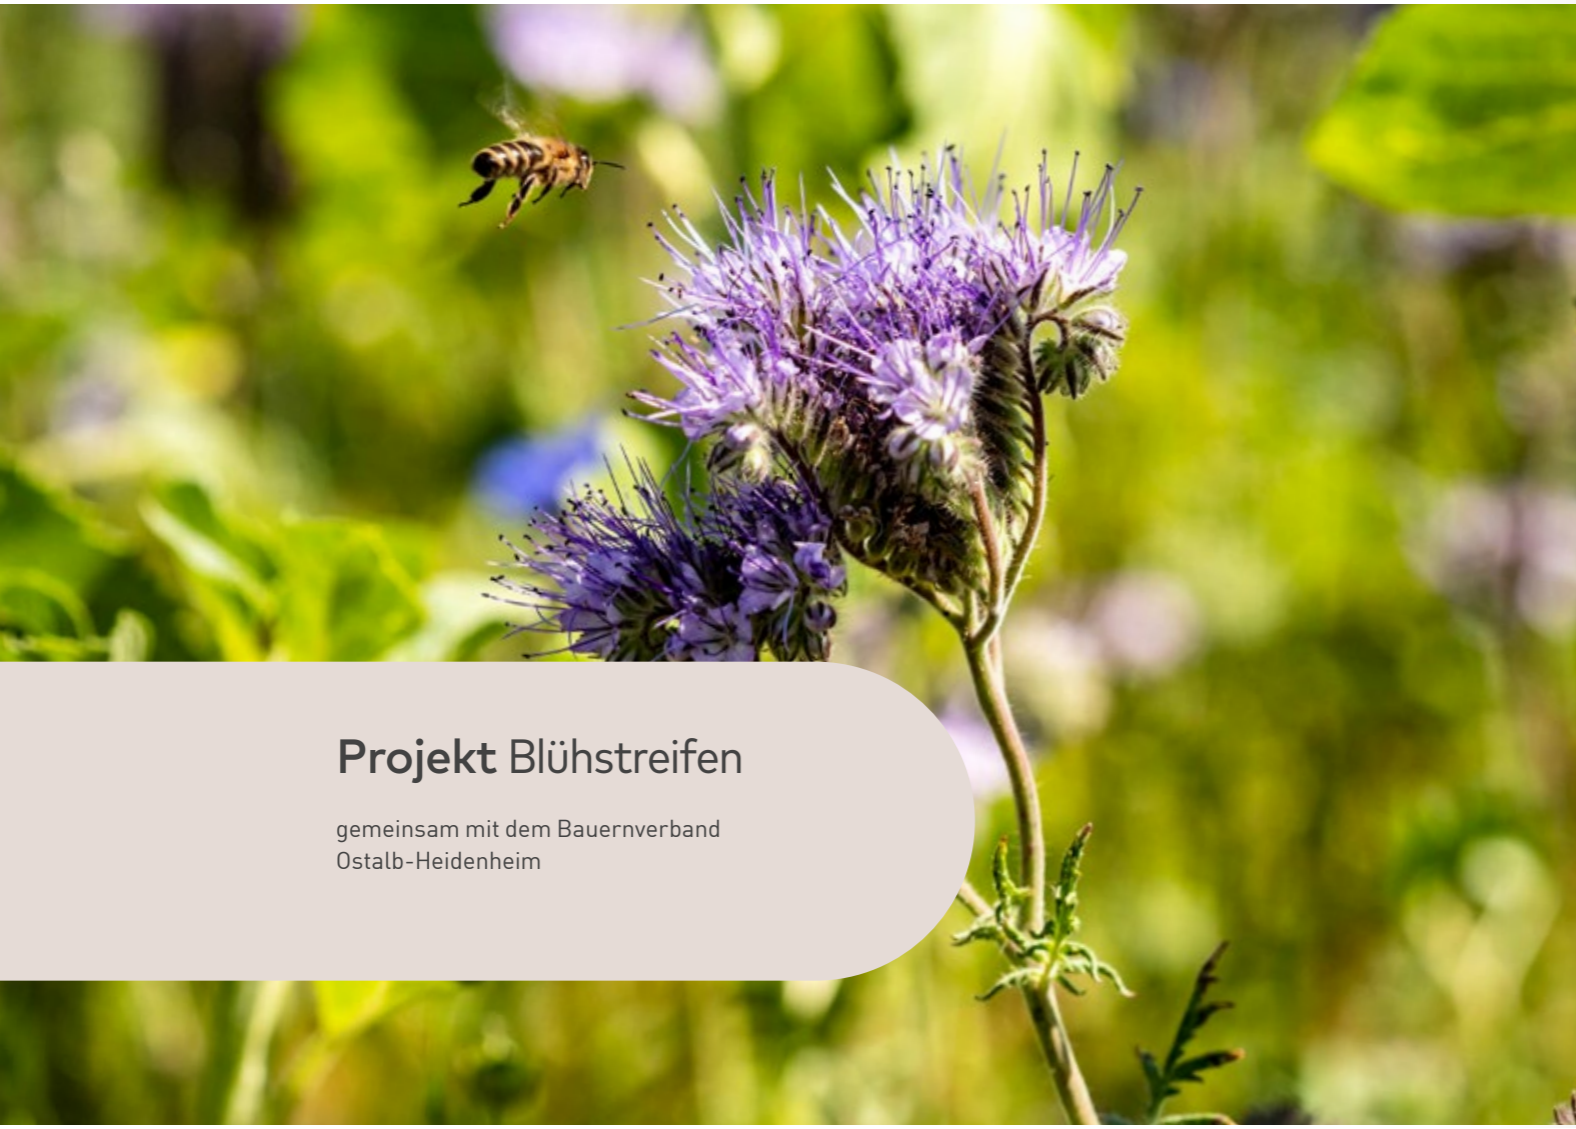 Projekt Blühstreifen
gemeinsam mit dem Bauernverband
Ostalb-Heidenheim